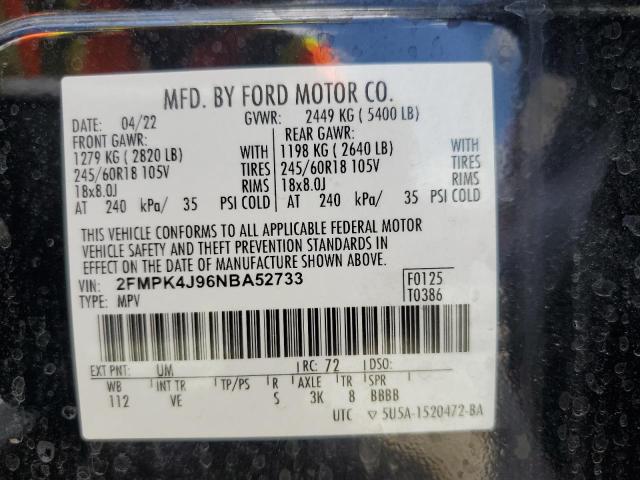 MFD. BY FORD MOTOR CO.
DATE: 04/22 GVWR: 2449 KG ( 5400 LB)
FRONT GAWR: REAR GAWR:
1279 KG ( 2820 LB) WITH 1198 KG ( 2640 LB) WITH
245/60R18 105V TIRES 245/60R18 105V TIRES
18x8.0J RIMS 18x8.0J RIMS
AT 240 kPa/ 35 PSI COLD AT 240 kPa/ 35 PSI COLD
THIS VEHICLE CONFORMS TO ALL APPLICABLE FEDERAL MOTOR
VEHICLE SAFETY AND THEFT PREVENTION STANDARDS IN
EFFECT ON THE DATE OF MANUFACTURE SHOWN ABOVE.
VIN: 2FMPK4J96NBA52733 F0125
TYPE: MPV T0386
EXT PNT: UM RC: 72 DSO:
WB INT TR TP/PS R AXLE TR SPR
112 VE S 3K 8 BBBB
UTC ▽ 5U5A-1520472-BA